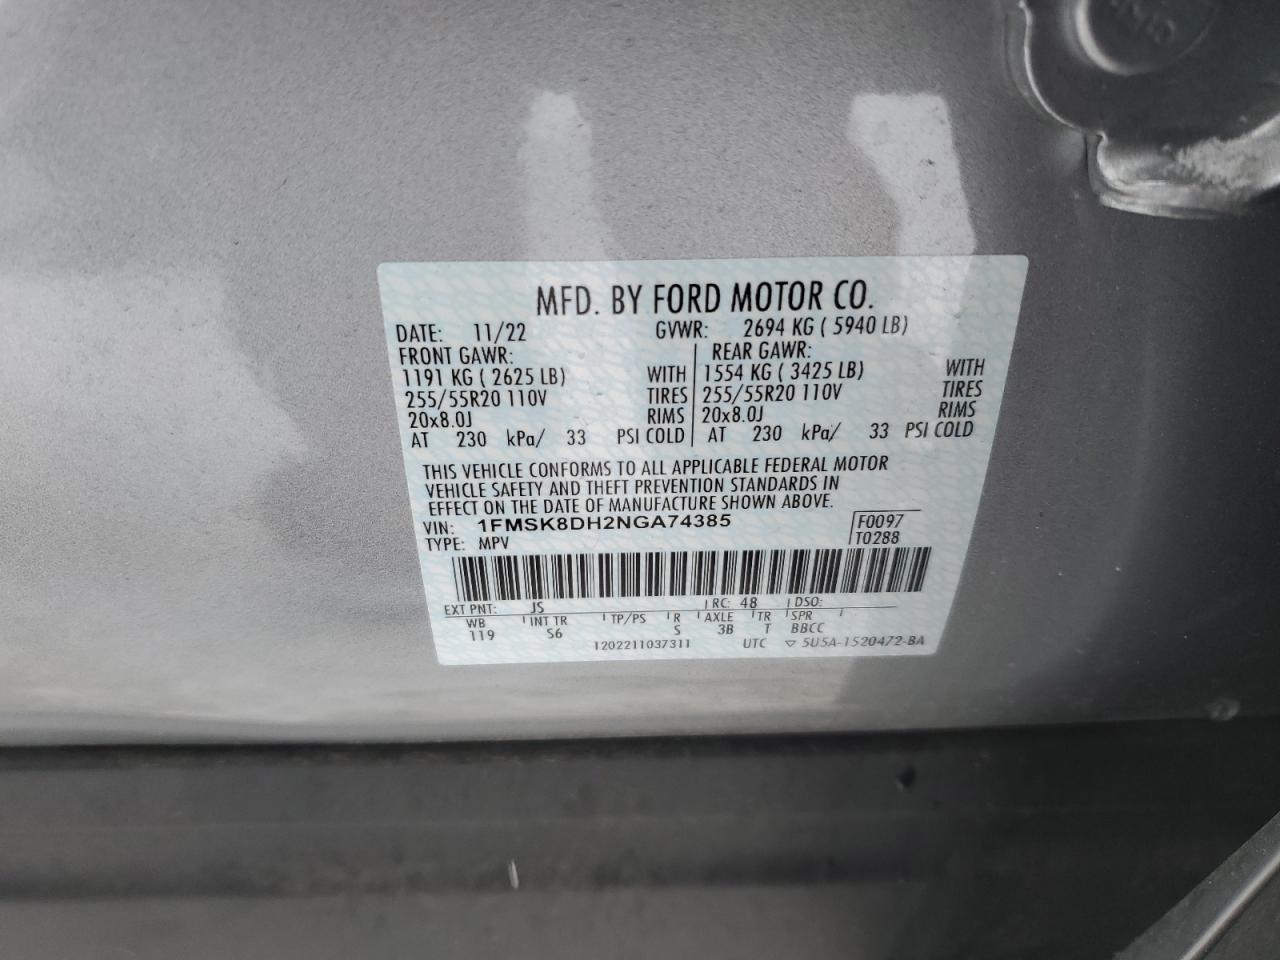 MFD. BY FORD MOTOR CO.
DATE: 11/22 GVWR: 2694 KG ( 5940 LB)
FRONT GAWR: REAR GAWR:
1191 KG ( 2625 LB) WITH 1554 KG ( 3425 LB) WITH
255/55R20 110V TIRES 255/55R20 110V TIRES
20x8.0J RIMS 20x8.0J RIMS
AT 230 kPa/ 33 PSI COLD AT 230 kPa/ 33 PSI COLD
THIS VEHICLE CONFORMS TO ALL APPLICABLE FEDERAL MOTOR
VEHICLE SAFETY AND THEFT PREVENTION STANDARDS IN
EFFECT ON THE DATE OF MANUFACTURE SHOWN ABOVE.
VIN: 1FMSK8DH2NGA74385 F0097
TYPE: MPV T0288
EXT PNT: JS RC: 48 DSO:
WB INT TR TP/PS R AXLE TR SPR
119 S6 S 3B T BBCC
1202211037311 UTC ▽ 5U5A-1520472-BA